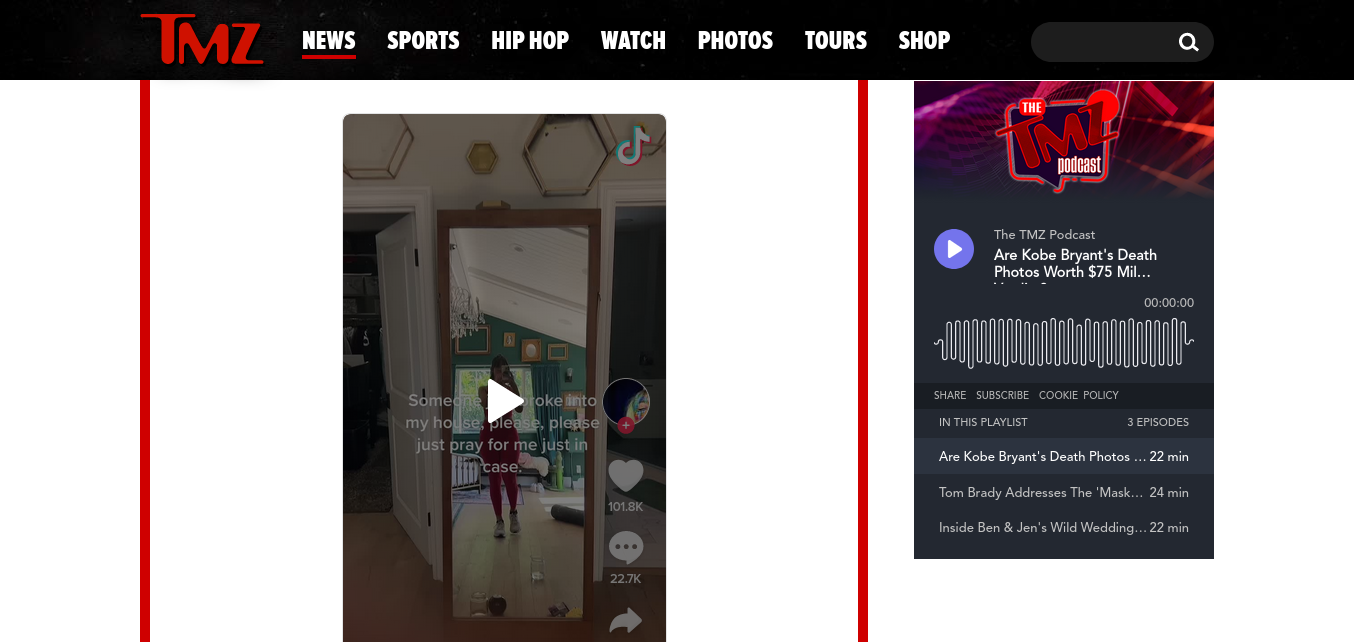 TMZ
NEWS
SPORTS
HIP HOP
WATCH
PHOTOS
TOURS
SHOP
Someone just broke into
my house, please, please
just pray for me just in
case.
101.8K
22.7K
THE
TMZ
podcast
The TMZ Podcast
Are Kobe Bryant's Death
Photos Worth $75 Mil…
00:00:00
SHARE SUBSCRIBE COOKIE POLICY
IN THIS PLAYLIST 3 EPISODES
Are Kobe Bryant's Death Photos … 22 min
Tom Brady Addresses The 'Mask… 24 min
Inside Ben & Jen's Wild Wedding… 22 min